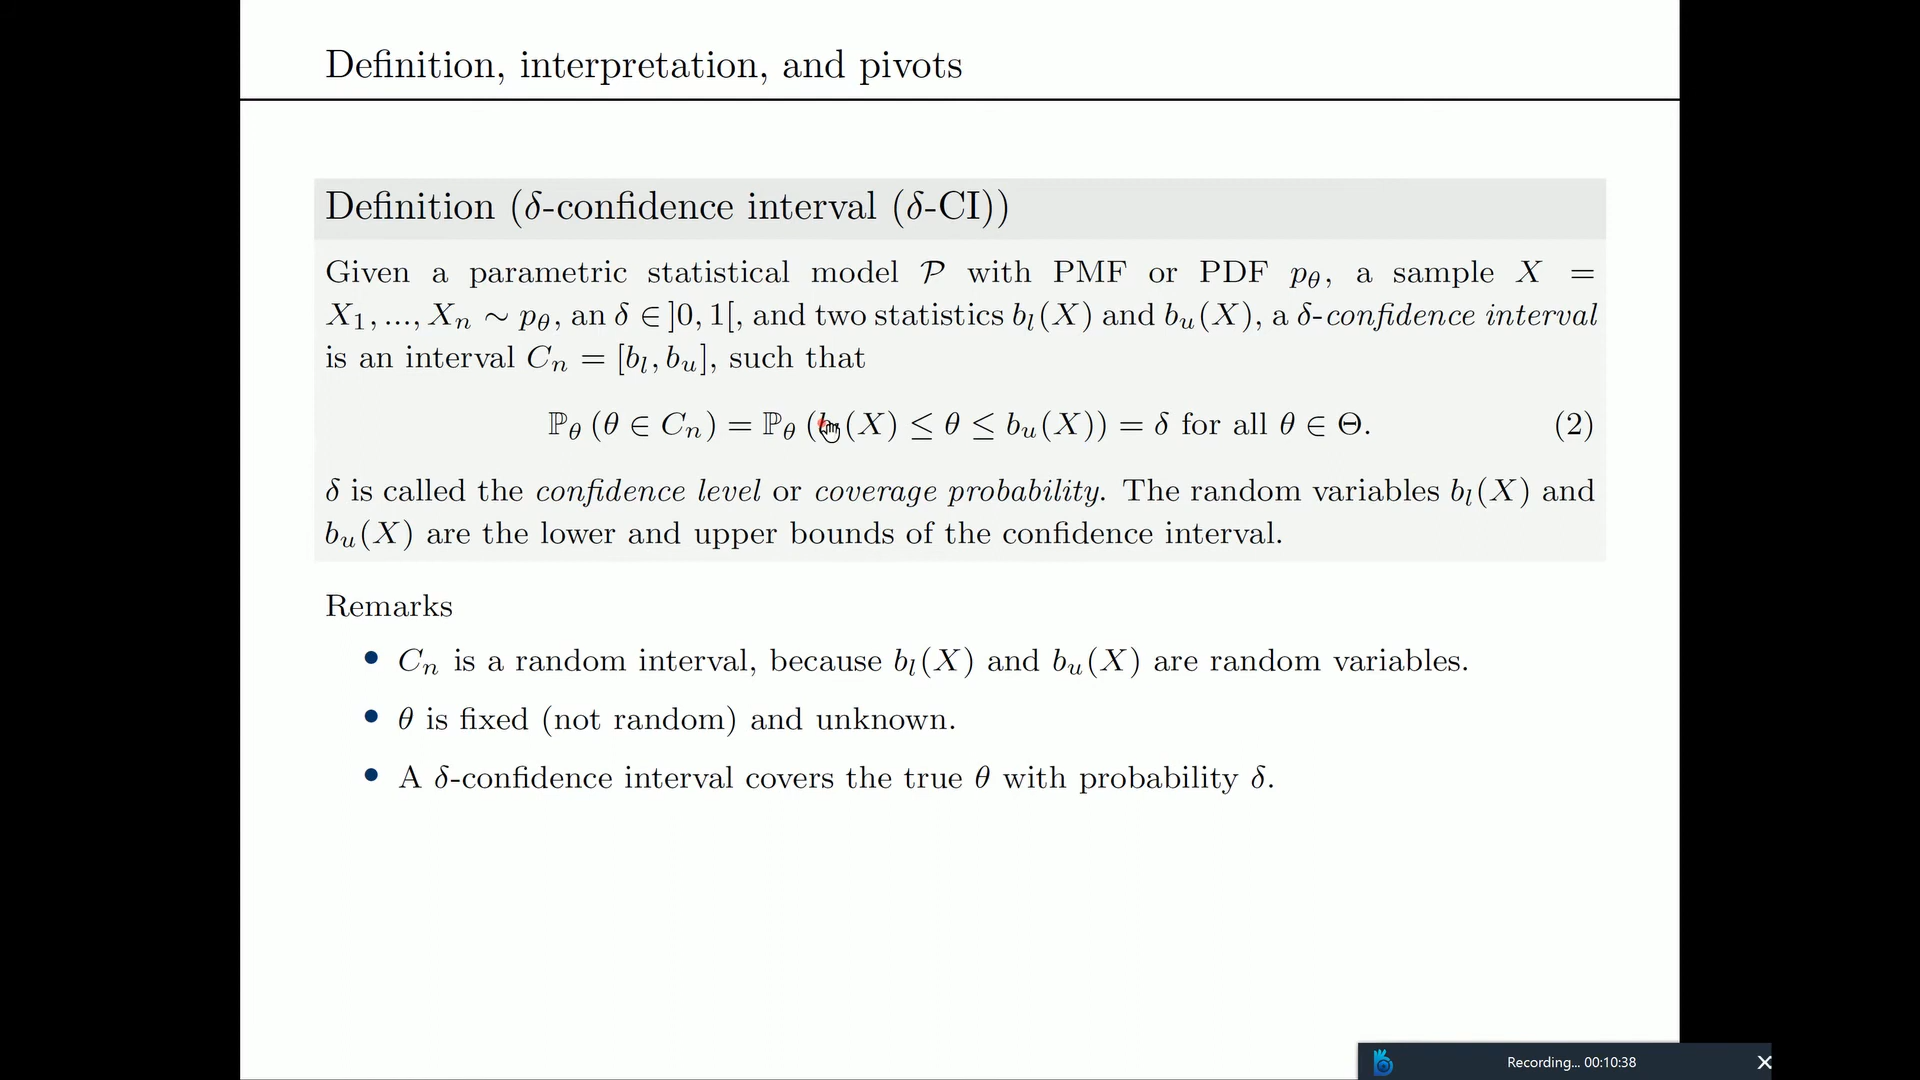 Definition, interpretation, and pivots
Definition (δ-confidence interval (δ-CI))
Given a parametric statistical model 𝒫 with PMF or PDF p_θ, a sample X =
X_1, ..., X_n ∼ p_θ, an δ ∈ ]0, 1[, and two statistics b_l(X) and b_u(X), a δ-confidence interval
is an interval C_n = [b_l, b_u], such that
ℙ_θ (θ ∈ C_n) = ℙ_θ (b_l(X) ≤ θ ≤ b_u(X)) = δ for all θ ∈ Θ. (2)
δ is called the confidence level or coverage probability. The random variables b_l(X) and
b_u(X) are the lower and upper bounds of the confidence interval.
Remarks
• C_n is a random interval, because b_l(X) and b_u(X) are random variables.
• θ is fixed (not random) and unknown.
• A δ-confidence interval covers the true θ with probability δ.
Recording... 00:10:38